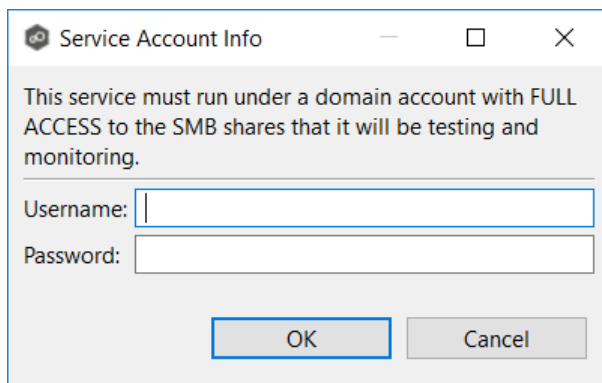 Service Account Info
This service must run under a domain account with FULL
ACCESS to the SMB shares that it will be testing and
monitoring.
Username:
Password:
OK Cancel